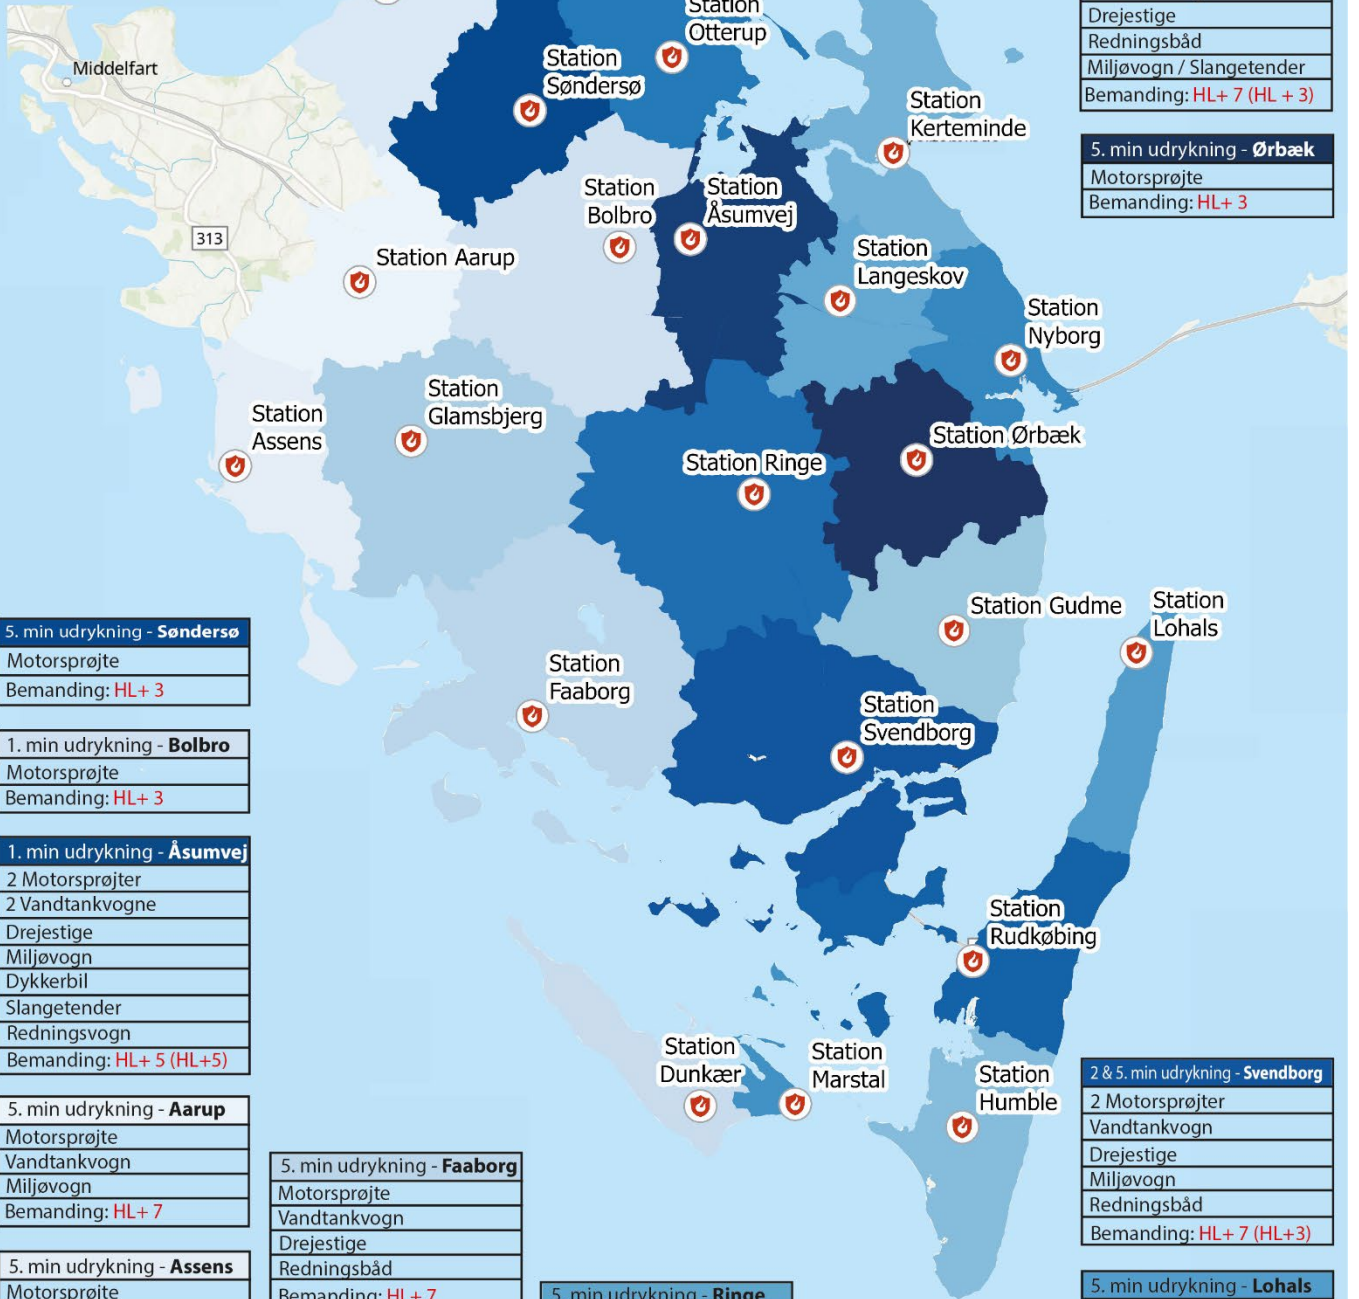 Station
Otterup
Middelfart
Station
Søndersø
Station
Kerteminde
Station
Bolbro
Station
Åsumvej
313
Station Aarup
Station
Langeskov
Station
Nyborg
Station
Glamsbjerg
Station
Assens
Station Ørbæk
Station Ringe
Station Gudme
Station
Lohals
Station
Faaborg
Station
Svendborg
Station
Rudkøbing
Station
Dunkær
Station
Marstal
Station
Humble
Drejestige
Redningsbåd
Miljøvogn / Slangetender
Bemanding: HL+ 7 (HL + 3)
5. min udrykning - Ørbæk
Motorsprøjte
Bemanding: HL+ 3
5. min udrykning - Søndersø
Motorsprøjte
Bemanding: HL+ 3
1. min udrykning - Bolbro
Motorsprøjte
Bemanding: HL+ 3
1. min udrykning - Åsumvej
2 Motorsprøjter
2 Vandtankvogne
Drejestige
Miljøvogn
Dykkerbil
Slangetender
Redningsvogn
Bemanding: HL+ 5 (HL+5)
5. min udrykning - Aarup
Motorsprøjte
Vandtankvogn
Miljøvogn
Bemanding: HL+ 7
5. min udrykning - Assens
Motorsprøjte
5. min udrykning - Faaborg
Motorsprøjte
Vandtankvogn
Drejestige
Redningsbåd
Bemanding: HL+ 7
5. min udrykning - Ringe
2 & 5. min udrykning - Svendborg
2 Motorsprøjter
Vandtankvogn
Drejestige
Miljøvogn
Redningsbåd
Bemanding: HL+ 7 (HL+3)
5. min udrykning - Lohals